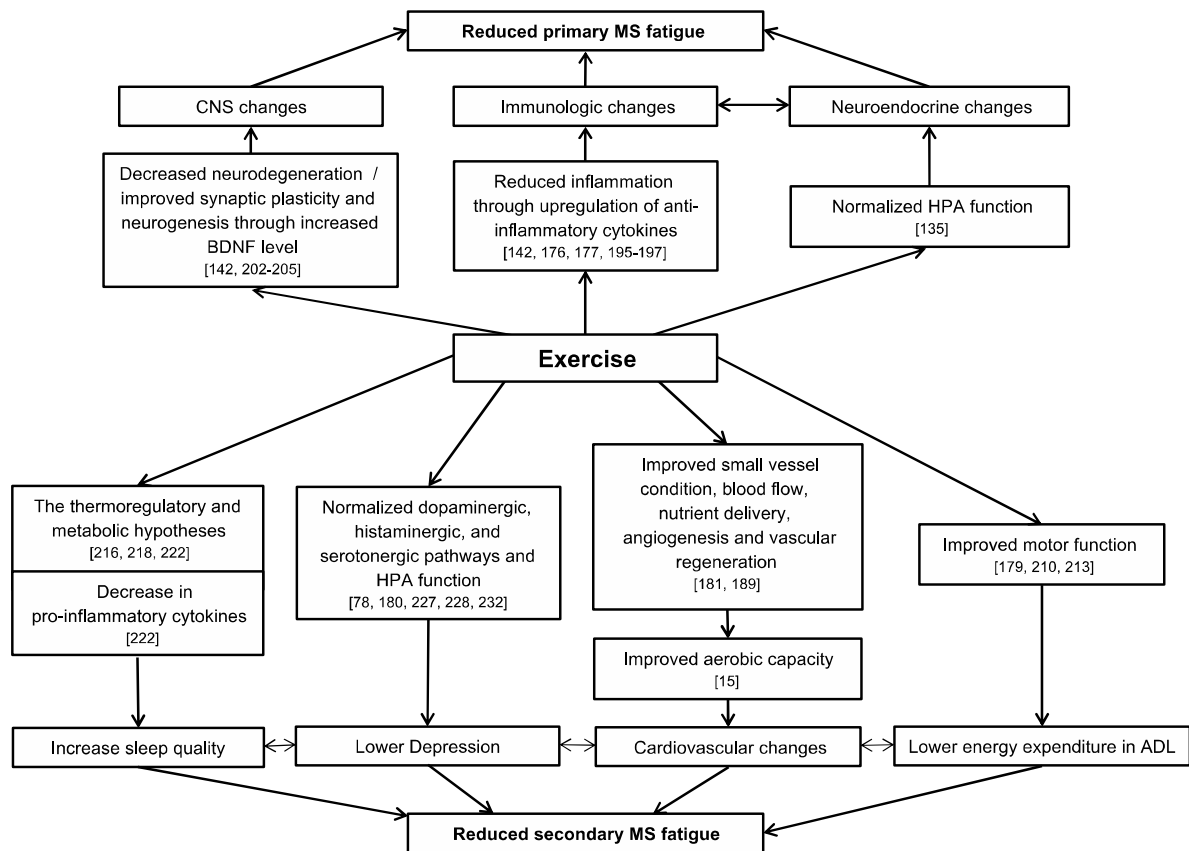 Reduced primary MS fatigue
CNS changes
Immunologic changes
Neuroendocrine changes
Decreased neurodegeneration /
improved synaptic plasticity and
neurogenesis through increased
BDNF level
[142, 202-205]
Reduced inflammation
through upregulation of anti-
inflammatory cytokines
[142, 176, 177, 195-197]
Normalized HPA function
[135]
Exercise
The thermoregulatory and
metabolic hypotheses
[216, 218, 222]
Decrease in
pro-inflammatory cytokines
[222]
Normalized dopaminergic,
histaminergic, and
serotonergic pathways and
HPA function
[78, 180, 227, 228, 232]
Improved small vessel
condition, blood flow,
nutrient delivery,
angiogenesis and vascular
regeneration
[181, 189]
Improved motor function
[179, 210, 213]
Improved aerobic capacity
[15]
Increase sleep quality
Lower Depression
Cardiovascular changes
Lower energy expenditure in ADL
Reduced secondary MS fatigue